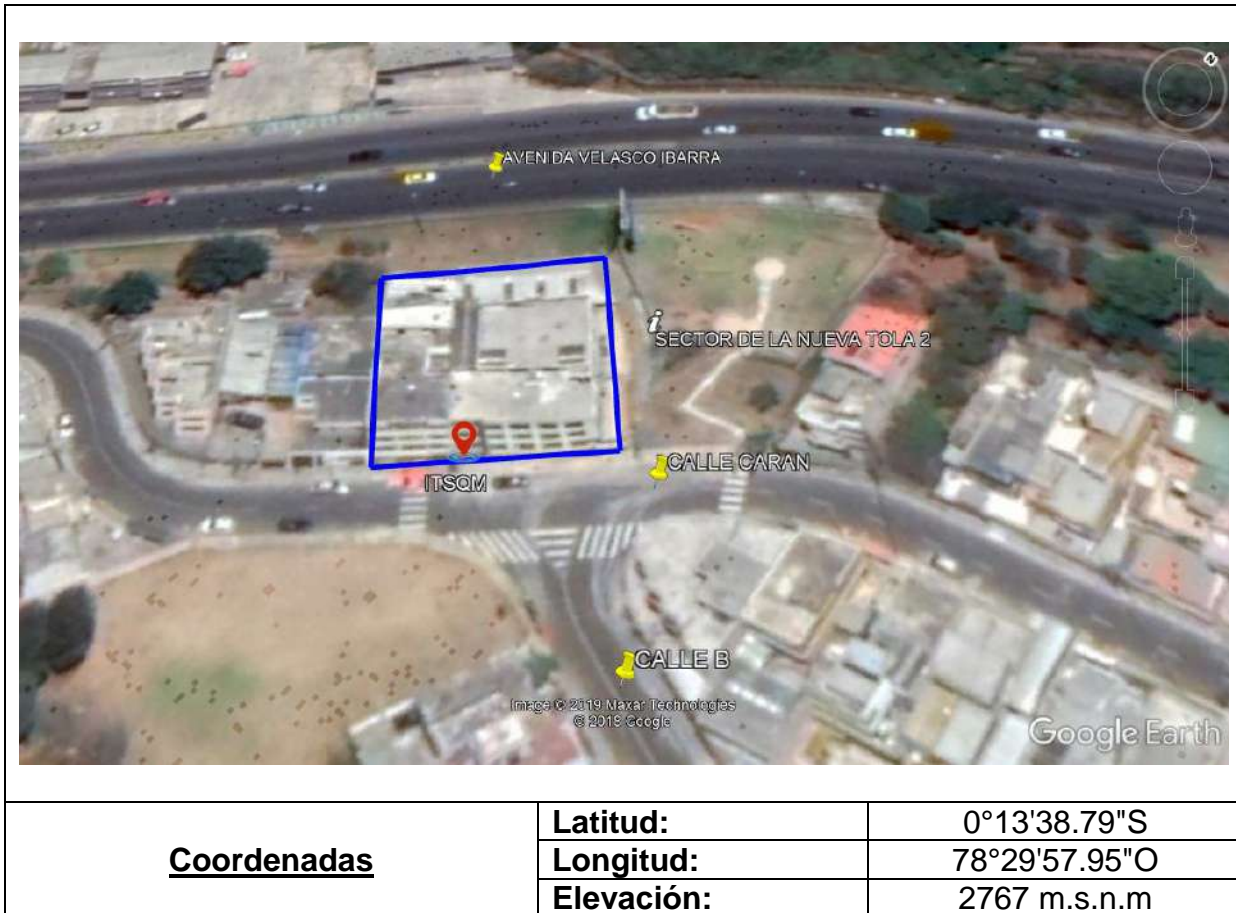 AVENIDA VELASCO IBARRA
i
SECTOR DE LA NUEVA TOLA 2
CALLE CARAN
ITSQM
CALLE B
Image © 2019 Maxar Technologies
© 2018 Google
Google Earth
Coordenadas
Latitud: 0°13'38.79"S
Longitud: 78°29'57.95"O
Elevación: 2767 m.s.n.m